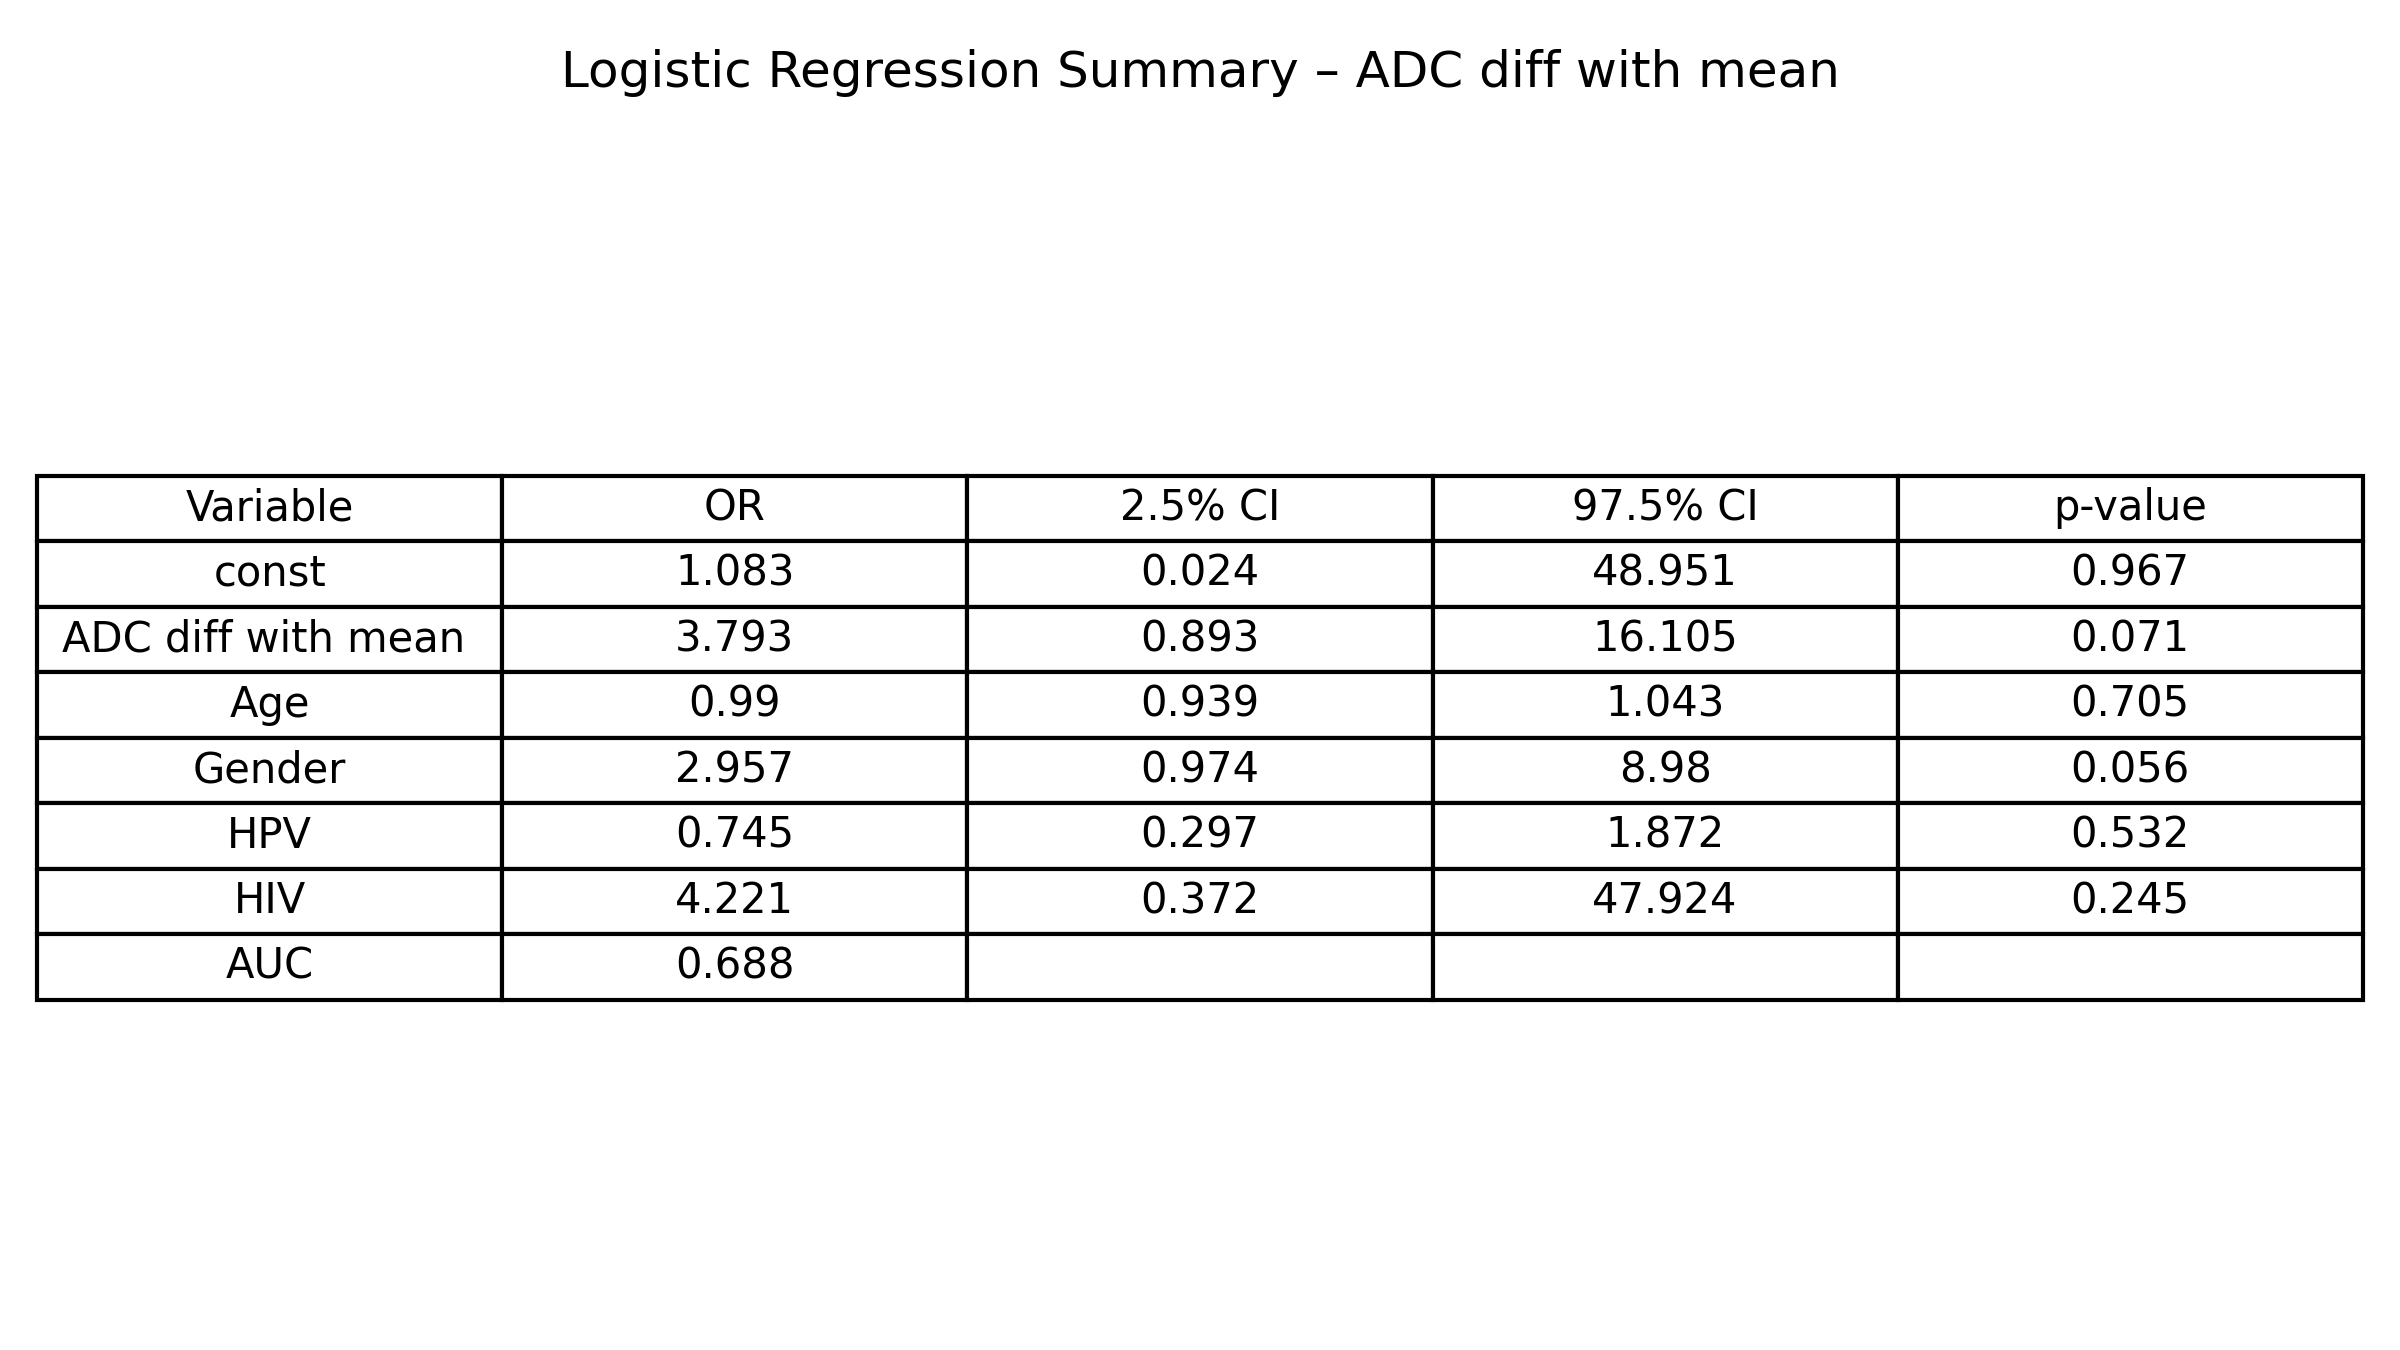 Logistic Regression Summary – ADC diff with mean
Variable OR 2.5% CI 97.5% CI p-value
const 1.083 0.024 48.951 0.967
ADC diff with mean 3.793 0.893 16.105 0.071
Age 0.99 0.939 1.043 0.705
Gender 2.957 0.974 8.98 0.056
HPV 0.745 0.297 1.872 0.532
HIV 4.221 0.372 47.924 0.245
AUC 0.688